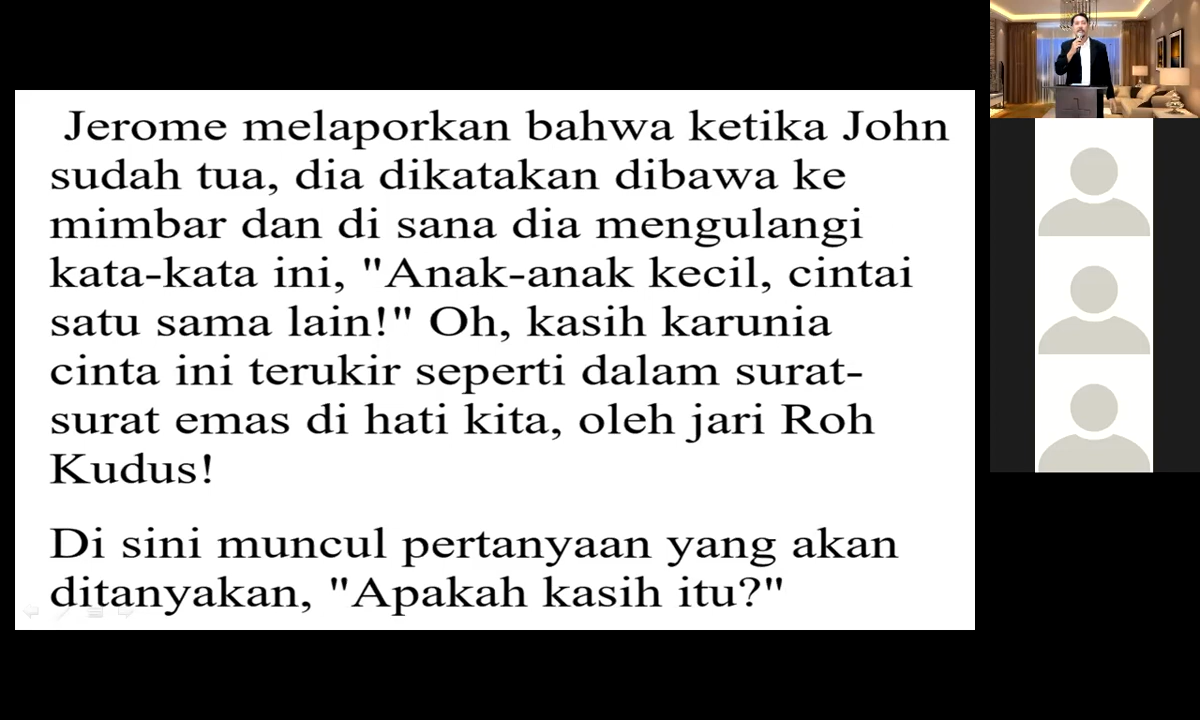 Jerome melaporkan bahwa ketika John
sudah tua, dia dikatakan dibawa ke
mimbar dan di sana dia mengulangi
kata-kata ini, "Anak-anak kecil, cintai
satu sama lain!" Oh, kasih karunia
cinta ini terukir seperti dalam surat-
surat emas di hati kita, oleh jari Roh
Kudus!
Di sini muncul pertanyaan yang akan
ditanyakan, "Apakah kasih itu?"